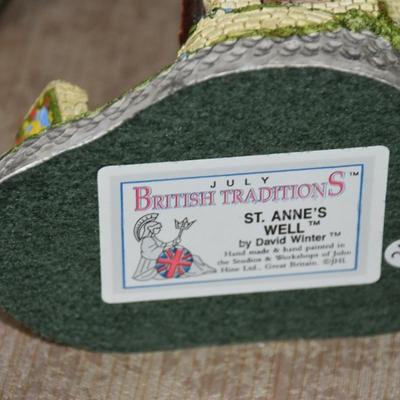 JULY
BRITISH TRADITIONS™
ST. ANNE'S
WELL™
by David Winter™
Hand made & hand painted in
the Studios & Workshops of John
Hine Ltd., Great Britain. ©JHL